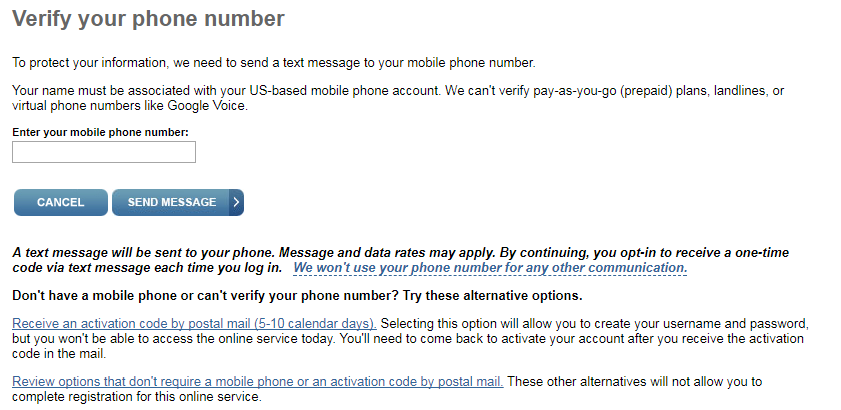 Verify your phone number
To protect your information, we need to send a text message to your mobile phone number.
Your name must be associated with your US-based mobile phone account. We can't verify pay-as-you-go (prepaid) plans, landlines, or
virtual phone numbers like Google Voice.
Enter your mobile phone number:
CANCEL SEND MESSAGE
A text message will be sent to your phone. Message and data rates may apply. By continuing, you opt-in to receive a one-time
code via text message each time you log in. We won't use your phone number for any other communication.
Don't have a mobile phone or can't verify your phone number? Try these alternative options.
Receive an activation code by postal mail (5-10 calendar days). Selecting this option will allow you to create your username and password,
but you won't be able to access the online service today. You'll need to come back to activate your account after you receive the activation
code in the mail.
Review options that don't require a mobile phone or an activation code by postal mail. These other alternatives will not allow you to
complete registration for this online service.